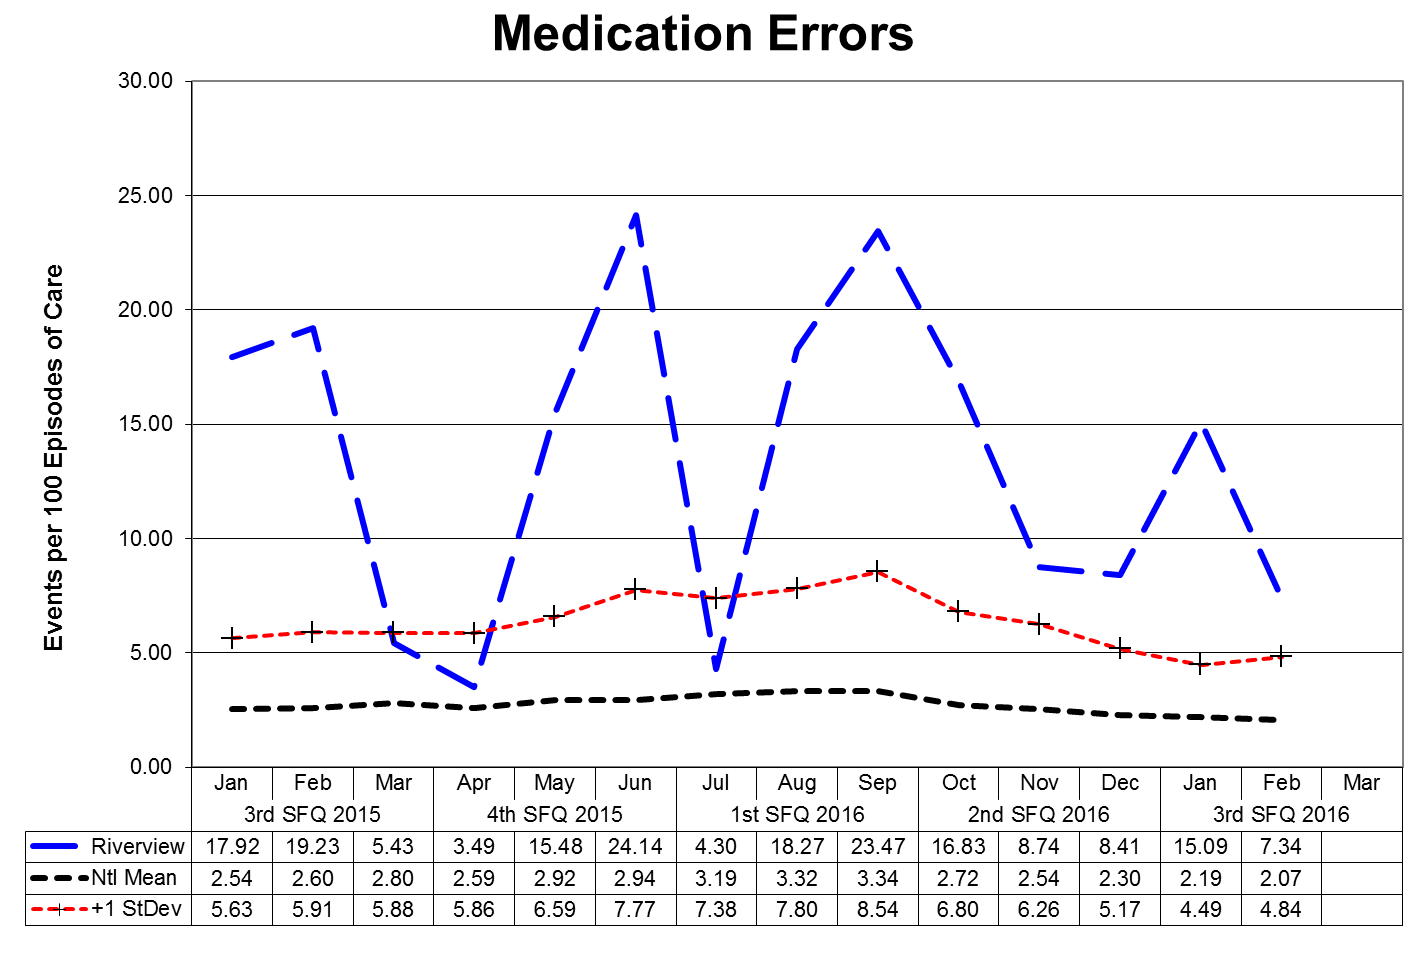 Medication Errors
30.00
25.00
20.00
15.00
10.00
5.00
0.00
Events per 100 Episodes of Care
Jan Feb Mar Apr May Jun Jul Aug Sep Oct Nov Dec Jan Feb Mar
3rd SFQ 2015 4th SFQ 2015 1st SFQ 2016 2nd SFQ 2016 3rd SFQ 2016
Riverview 17.92 19.23 5.43 3.49 15.48 24.14 4.30 18.27 23.47 16.83 8.74 8.41 15.09 7.34
Ntl Mean 2.54 2.60 2.80 2.59 2.92 2.94 3.19 3.32 3.34 2.72 2.54 2.30 2.19 2.07
+1 StDev 5.63 5.91 5.88 5.86 6.59 7.77 7.38 7.80 8.54 6.80 6.26 5.17 4.49 4.84